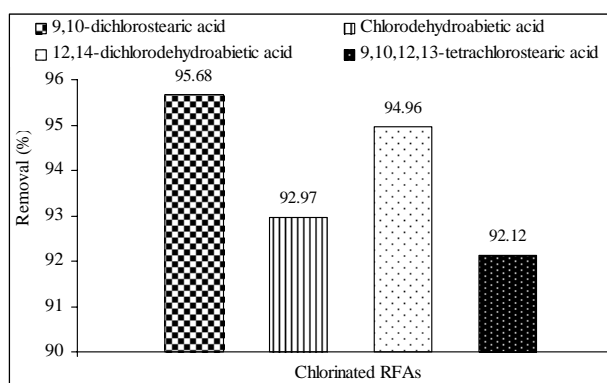 9,10-dichlorostearic acid
Chlorodehydroabietic acid
12,14-dichlorodehydroabietic acid
9,10,12,13-tetrachlorostearic acid
96
95
94
93
92
91
90
Removal (%)
95.68
92.97
94.96
92.12
Chlorinated RFAs